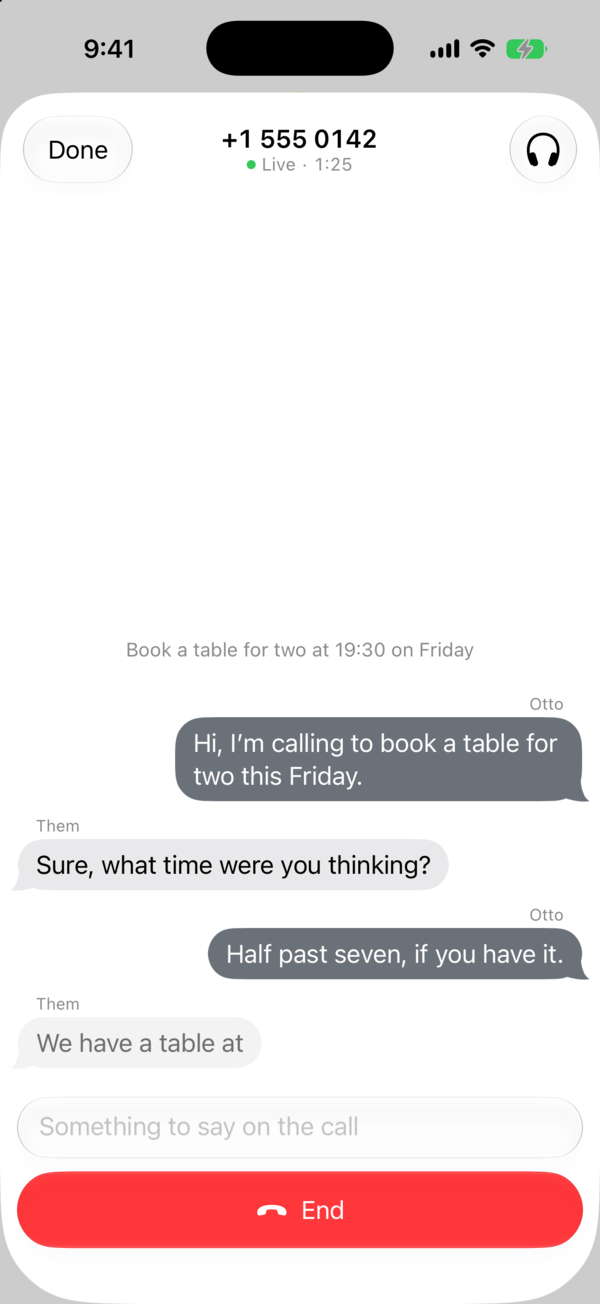 9:41
Done
+1 555 0142
Live · 1:25
Book a table for two at 19:30 on Friday
Otto
Hi, I’m calling to book a table for
two this Friday.
Them
Sure, what time were you thinking?
Otto
Half past seven, if you have it.
Them
We have a table at
Something to say on the call
End